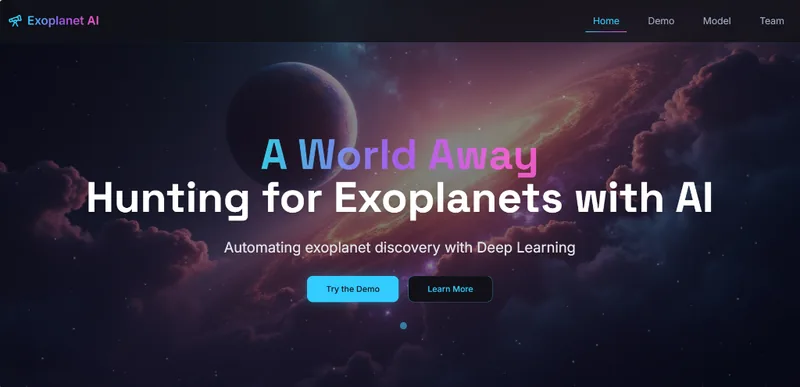 Exoplanet AI
Home Demo Model Team
A World Away
Hunting for Exoplanets with AI
Automating exoplanet discovery with Deep Learning
Try the Demo Learn More